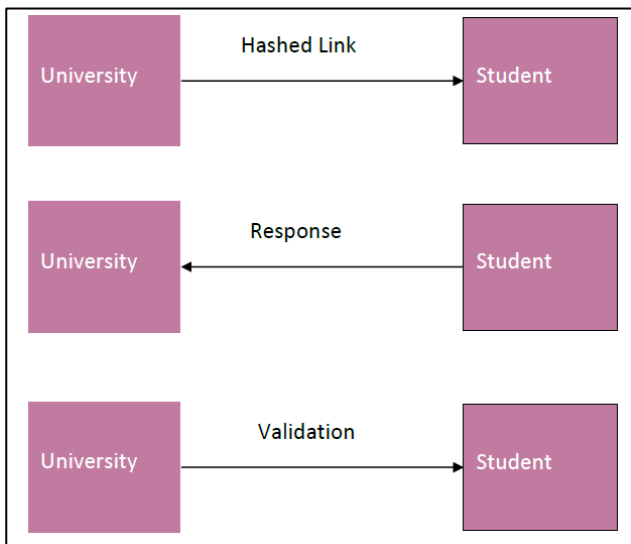 Hashed Link
University
Student
Response
University
Student
Validation
University
Student